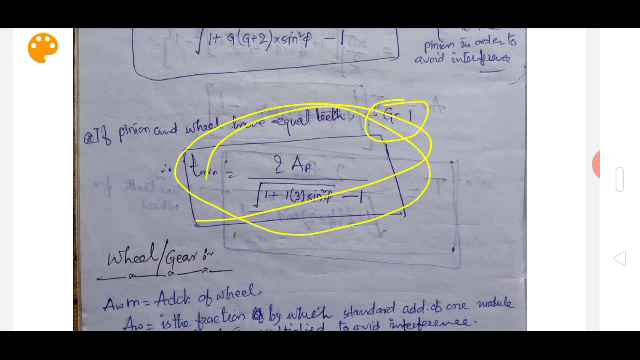 √1 + G(G+2) × sin²φ − 1
pinion in order to
avoid interference
If pinion and wheel have equal teeth, G = 1
∴ tmin = 2 Ap / √1 + 1(3) sin²φ − 1
Wheel/Gear :~
Awm = Addn. of wheel.
Aw = is the fraction by which standard add. of one module
multiplied to avoid interference.